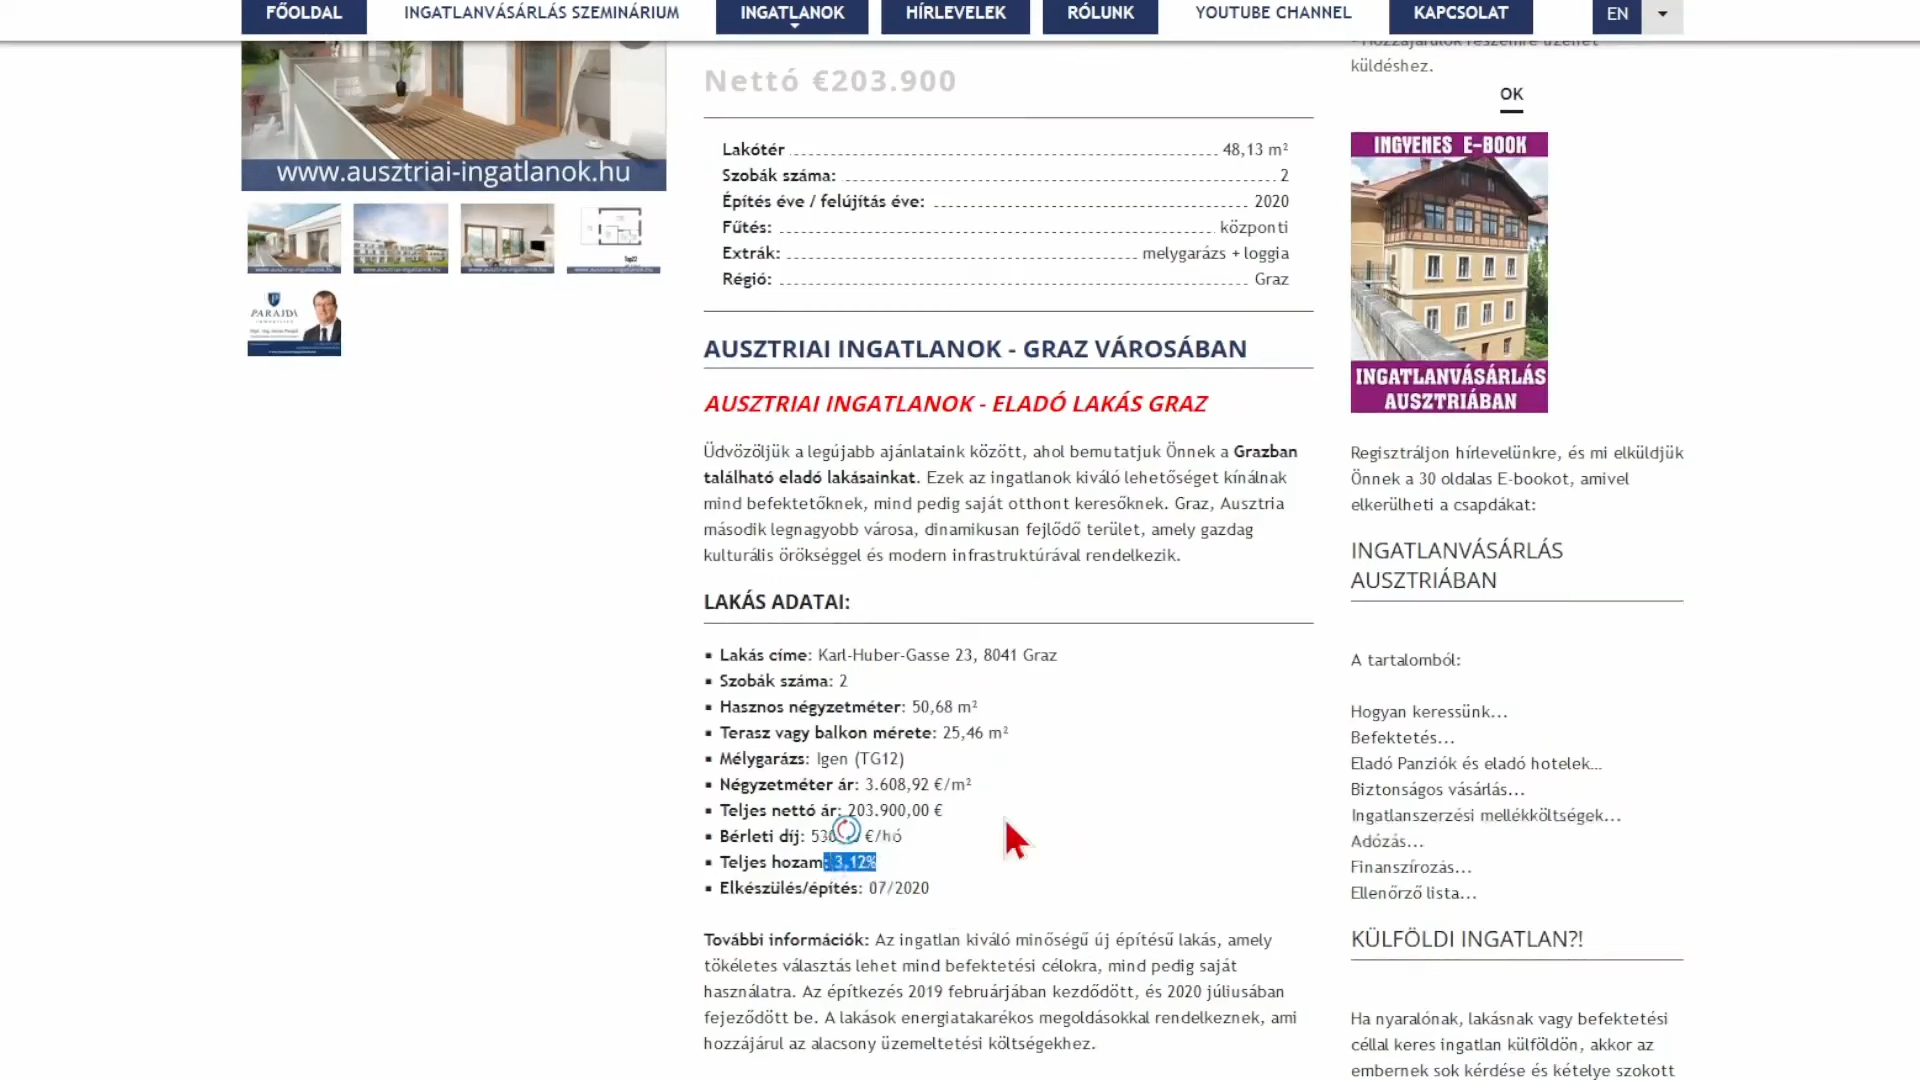 FŐOLDAL
INGATLANVÁSÁRLÁS SZEMINÁRIUM
INGATLANOK
HÍRLEVELEK
RÓLUNK
YOUTUBE CHANNEL
KAPCSOLAT
EN
www.ausztriai-ingatlanok.hu
PARAJDI
Nettó €203.900
Lakótér 48,13 m²
Szobák száma: 2
Építés éve / felújítás éve: 2020
Fűtés: központi
Extrák: melygarázs + loggia
Régió: Graz
AUSZTRIAI INGATLANOK - GRAZ VÁROSÁBAN
AUSZTRIAI INGATLANOK - ELADÓ LAKÁS GRAZ
Üdvözöljük a legújabb ajánlataink között, ahol bemutatjuk Önnek a Grazban
található eladó lakásainkat. Ezek az ingatlanok kiváló lehetőséget kínálnak
mind befektetőknek, mind pedig saját otthont keresőknek. Graz, Ausztria
második legnagyobb városa, dinamikusan fejlődő terület, amely gazdag
kulturális örökséggel és modern infrastruktúrával rendelkezik.
LAKÁS ADATAI:
▪ Lakás címe: Karl-Huber-Gasse 23, 8041 Graz
▪ Szobák száma: 2
▪ Hasznos négyzetméter: 50,68 m²
▪ Terasz vagy balkon mérete: 25,46 m²
▪ Mélygarázs: Igen (TG12)
▪ Négyzetméter ár: 3.608,92 €/m²
▪ Teljes nettó ár: 203.900,00 €
▪ Bérleti díj: €/hó
▪ Teljes hozam: 3.12%
▪ Elkészülés/építés: 07/2020
További információk: Az ingatlan kiváló minőségű új építésű lakás, amely
tökéletes választás lehet mind befektetési célokra, mind pedig saját
használatra. Az építkezés 2019 februárjában kezdődött, és 2020 júliusában
fejeződött be. A lakások energiatakarékos megoldásokkal rendelkeznek, ami
hozzájárul az alacsony üzemeltetési költségekhez.
- Hozzájárulok részemre üzenet
küldéshez.
OK
INGYENES E-BOOK
INGATLANVÁSÁRLÁS
AUSZTRIÁBAN
Regisztráljon hírlevelünkre, és mi elküldjük
Önnek a 30 oldalas E-bookot, amivel
elkerülheti a csapdákat:
INGATLANVÁSÁRLÁS
AUSZTRIÁBAN
A tartalomból:
Hogyan keressünk...
Befektetés...
Eladó Panziók és eladó hotelek...
Biztonságos vásárlás...
Ingatlanszerzési mellékköltségek...
Adózás...
Finanszírozás...
Ellenőrző lista...
KÜLFÖLDI INGATLAN?!
Ha nyaralónak, lakásnak vagy befektetési
céllal keres ingatlan külföldön, akkor az
embernek sok kérdése és kételye szokott